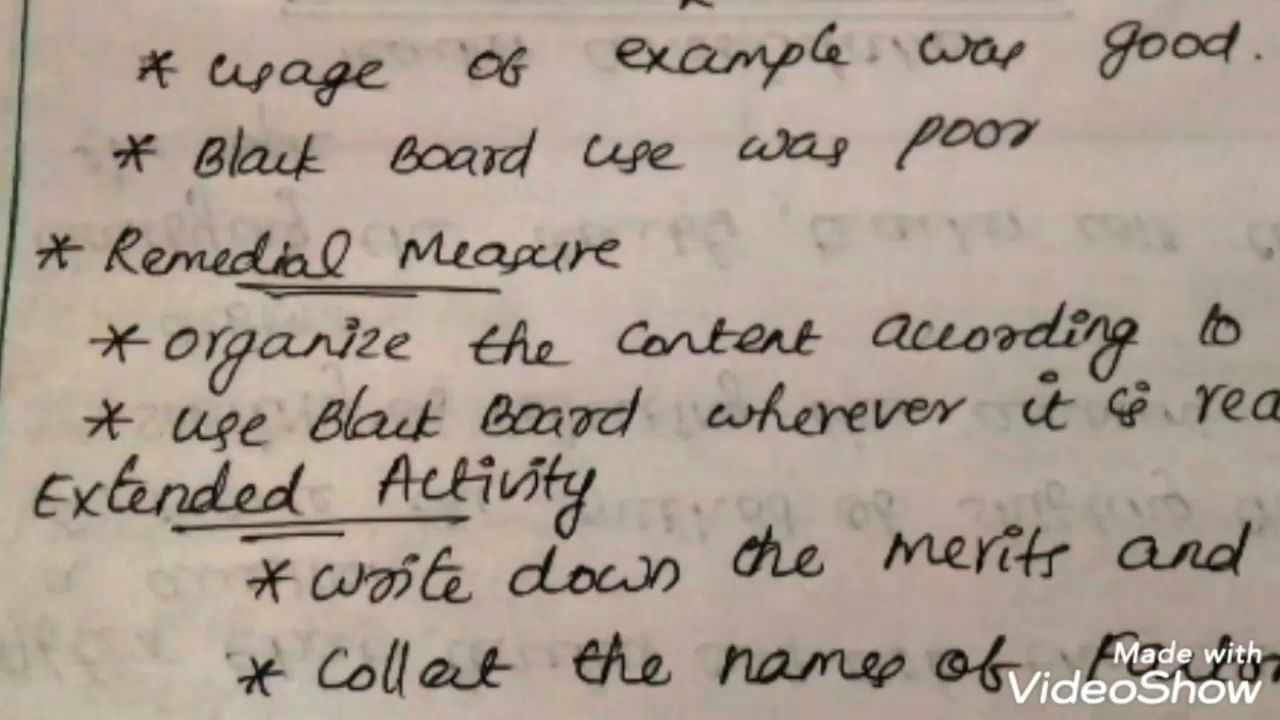 * usage of example was good.
* Black Board use was poor
* Remedial Measure
* organize the content according to
* use Black Board wherever it is
Extended Activity
* write down the merits and
* Collect the names of
Made with
VideoShow